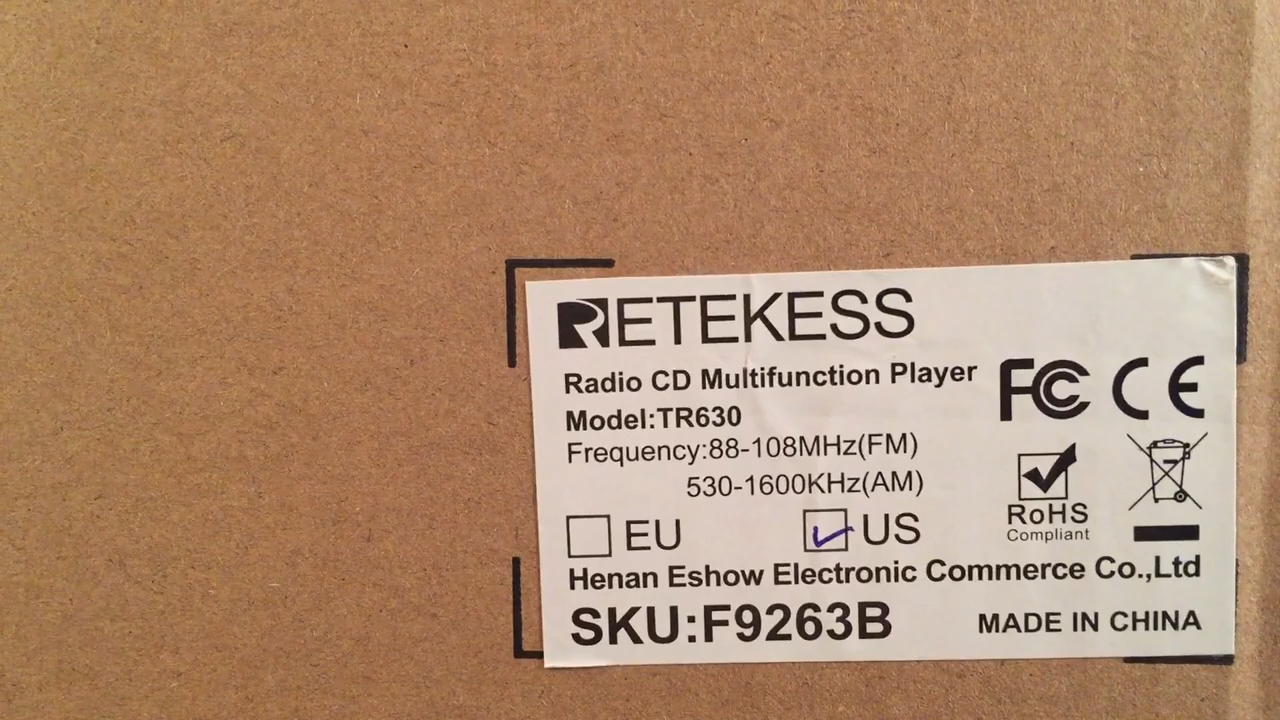 RETEKESS
Radio CD Multifunction Player
Model:TR630
Frequency:88-108MHz(FM)
530-1600KHz(AM)
FC CE
RoHS
Compliant
EU US
Henan Eshow Electronic Commerce Co.,Ltd
SKU:F9263B MADE IN CHINA